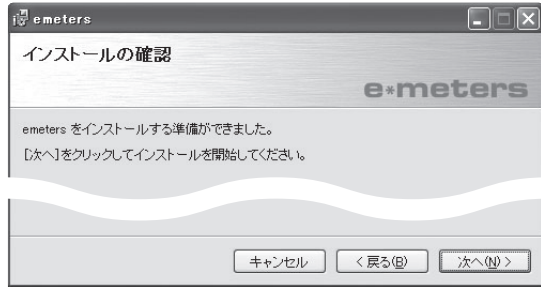 emeters
インストールの確認
e*meters
emeters をインストールする準備ができました。
[次へ]をクリックしてインストールを開始してください。
キャンセル
< 戻る(B)
次へ(N) >